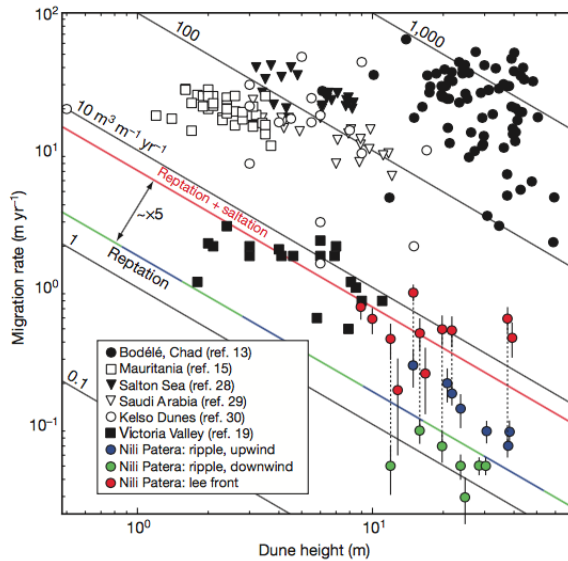 10²
100
1,000
10 m³ m⁻¹ yr⁻¹
10¹
Reptation + saltation
~×5
Reptation
1
10⁰
0.1
10⁻¹
Migration rate (m yr⁻¹)
Bodélé, Chad (ref. 13)
Mauritania (ref. 15)
Salton Sea (ref. 28)
Saudi Arabia (ref. 29)
Kelso Dunes (ref. 30)
Victoria Valley (ref. 19)
Nili Patera: ripple, upwind
Nili Patera: ripple, downwind
Nili Patera: lee front
10⁰ 10¹
Dune height (m)